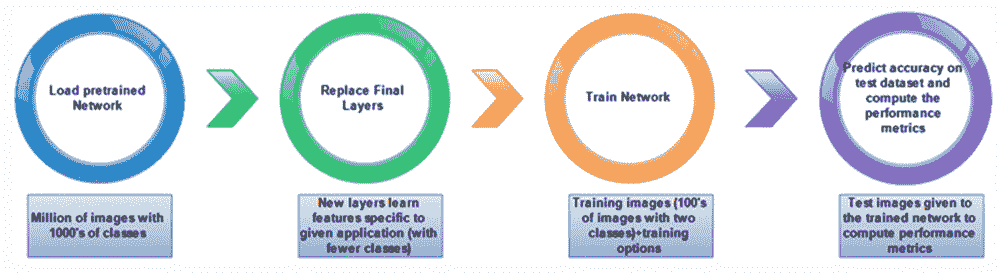 Load pretrained
Network
Replace Final
Layers
Train Network
Predict accuracy on
test dataset and
compute the
performance
metrics
Million of images with
1000's of classes
New layers learn
features specific to
given application (with
fewer classes)
Training images (100's
of images with two
classes)+training
options
Test images given to
the trained network to
compute performance
metrics